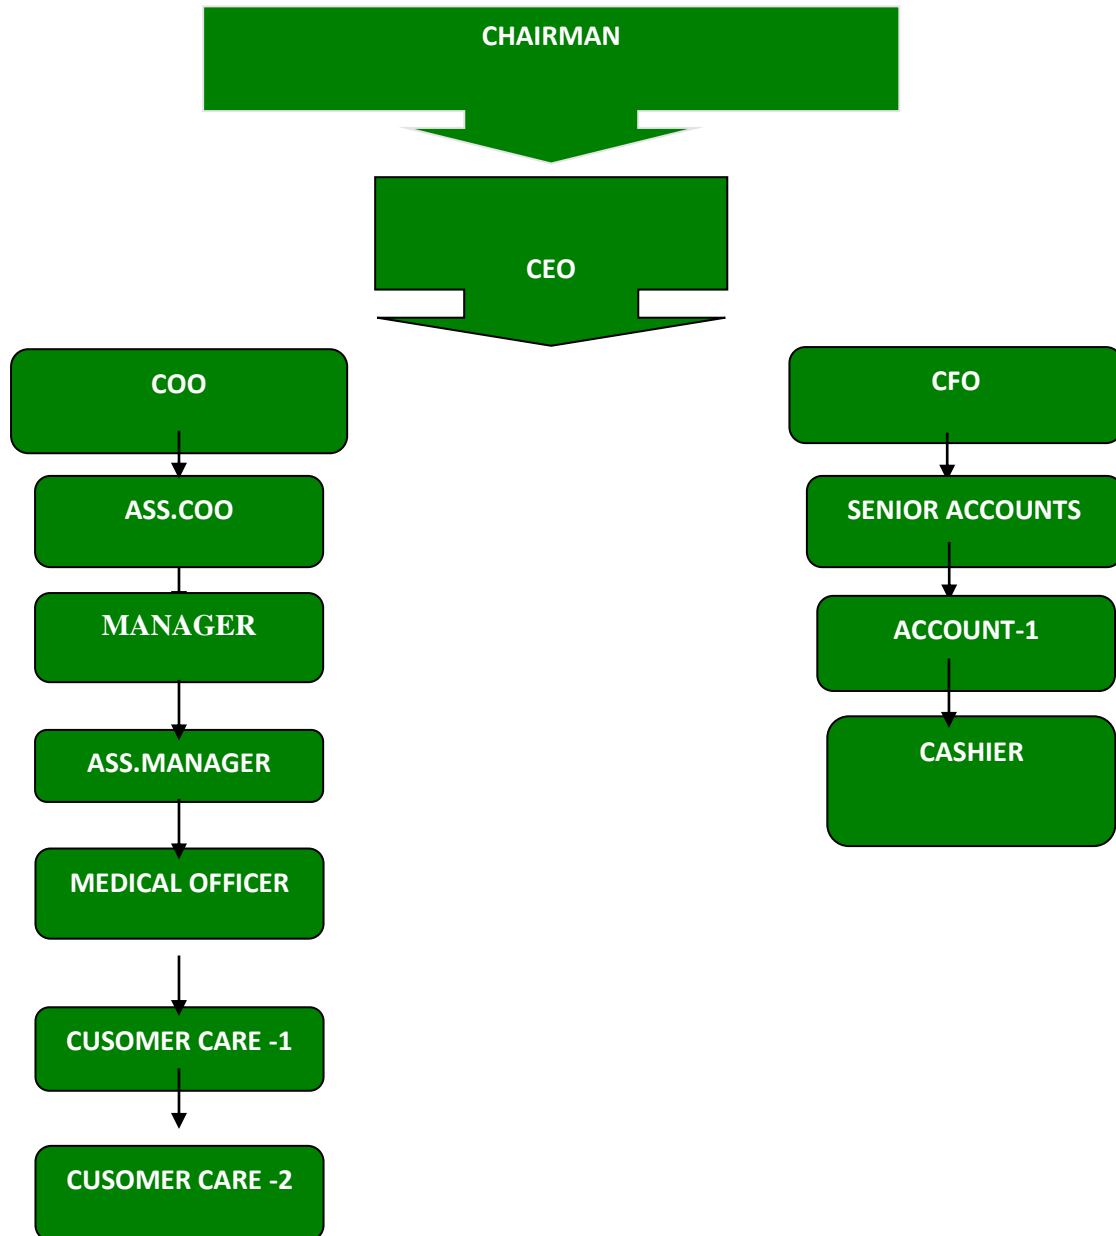 CHAIRMAN
CEO
COO
ASS.COO
MANAGER
ASS.MANAGER
MEDICAL OFFICER
CUSOMER CARE -1
CUSOMER CARE -2
CFO
SENIOR ACCOUNTS
ACCOUNT-1
CASHIER